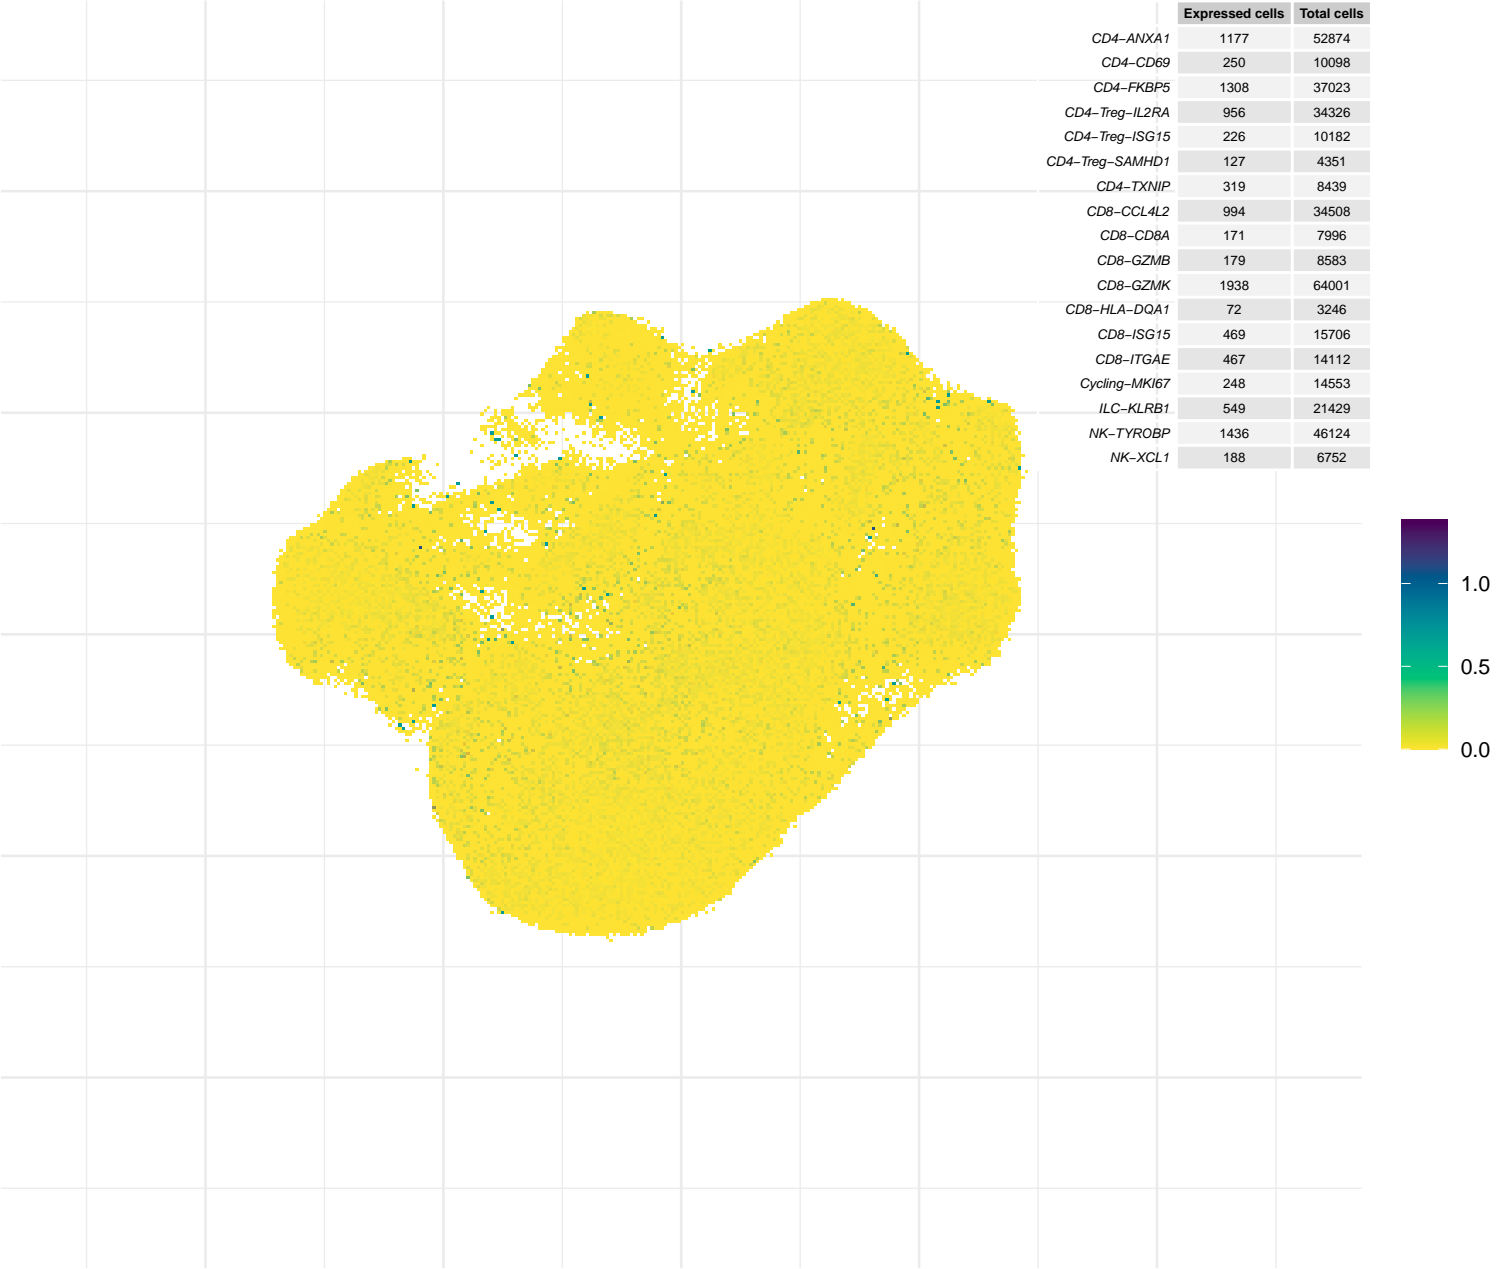 Expressed cells Total cells
CD4−ANXA1 1177 52874
CD4−CD69 250 10098
CD4−FKBP5 1308 37023
CD4−Treg−IL2RA 956 34326
CD4−Treg−ISG15 226 10182
CD4−Treg−SAMHD1 127 4351
CD4−TXNIP 319 8439
CD8−CCL4L2 994 34508
CD8−CD8A 171 7996
CD8−GZMB 179 8583
CD8−GZMK 1938 64001
CD8−HLA−DQA1 72 3246
CD8−ISG15 469 15706
CD8−ITGAE 467 14112
Cycling−MKI67 248 14553
ILC−KLRB1 549 21429
NK−TYROBP 1436 46124
NK−XCL1 188 6752
1.0
0.5
0.0